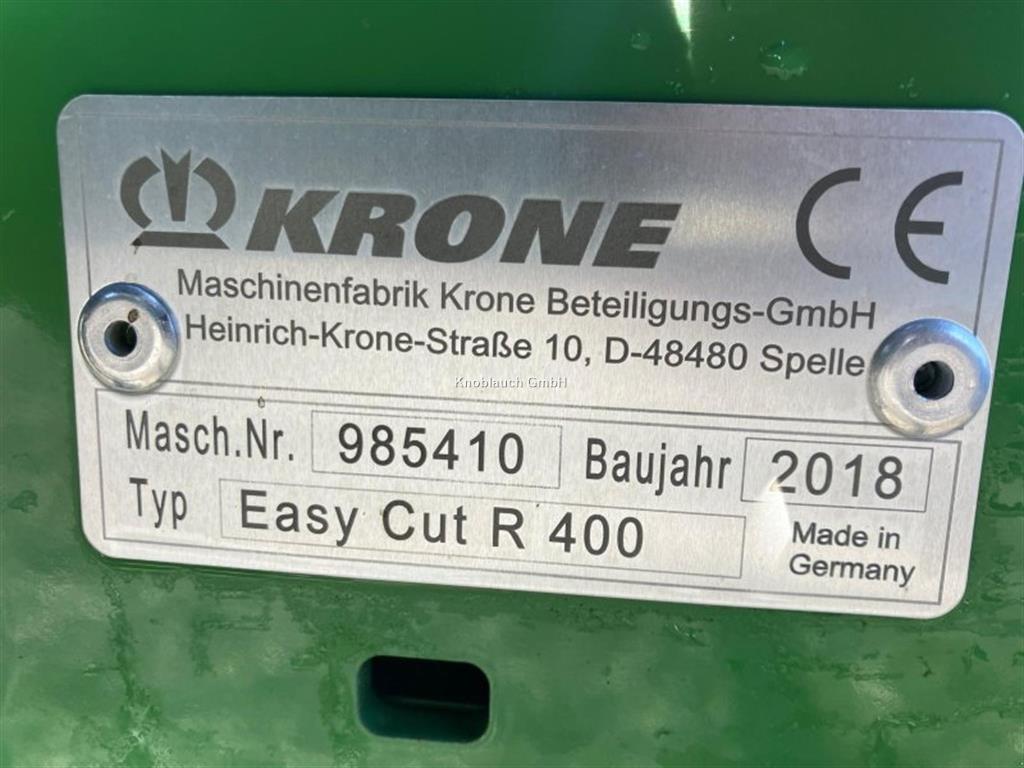 KRONE
CE
Maschinenfabrik Krone Beteiligungs-GmbH
Heinrich-Krone-Straße 10, D-48480 Spelle
Knoblauch GmbH
Masch.Nr. 985410 Baujahr 2018
Typ Easy Cut R 400
Made in
Germany